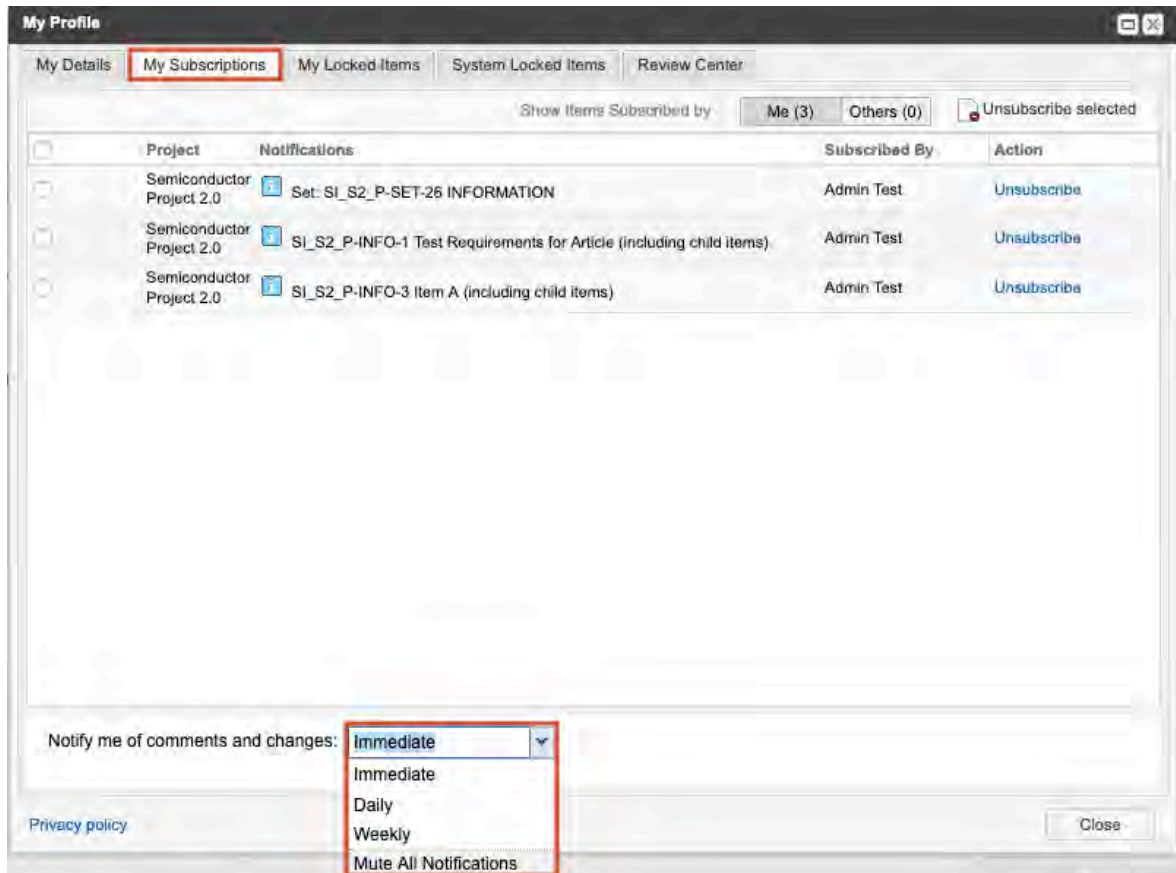 My Profile
My Details My Subscriptions My Locked Items System Locked Items Review Center
Show Items Subscribed by Me (3) Others (0) Unsubscribe selected
Project Notifications Subscribed By Action
Semiconductor
Project 2.0 Set: SI_S2_P-SET-26 INFORMATION Admin Test Unsubscribe
Semiconductor
Project 2.0 SI_S2_P-INFO-1 Test Requirements for Article (including child items) Admin Test Unsubscribe
Semiconductor
Project 2.0 SI_S2_P-INFO-3 Item A (including child items) Admin Test Unsubscribe
Notify me of comments and changes: Immediate
Immediate
Daily
Weekly
Mute All Notifications
Privacy policy Close